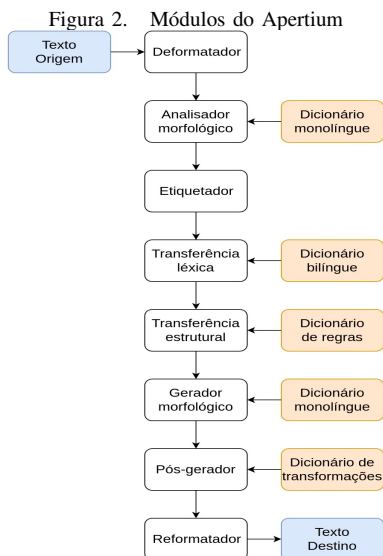 Figura 2. Módulos do Apertium
Texto
Origem
Deformatador
Analisador
morfológico
Dicionário
monolíngue
Etiquetador
Transferência
léxica
Dicionário
bilíngue
Transferência
estrutural
Dicionário
de regras
Gerador
morfológico
Dicionário
monolíngue
Pós-gerador
Dicionário de
transformações
Reformatador
Texto
Destino